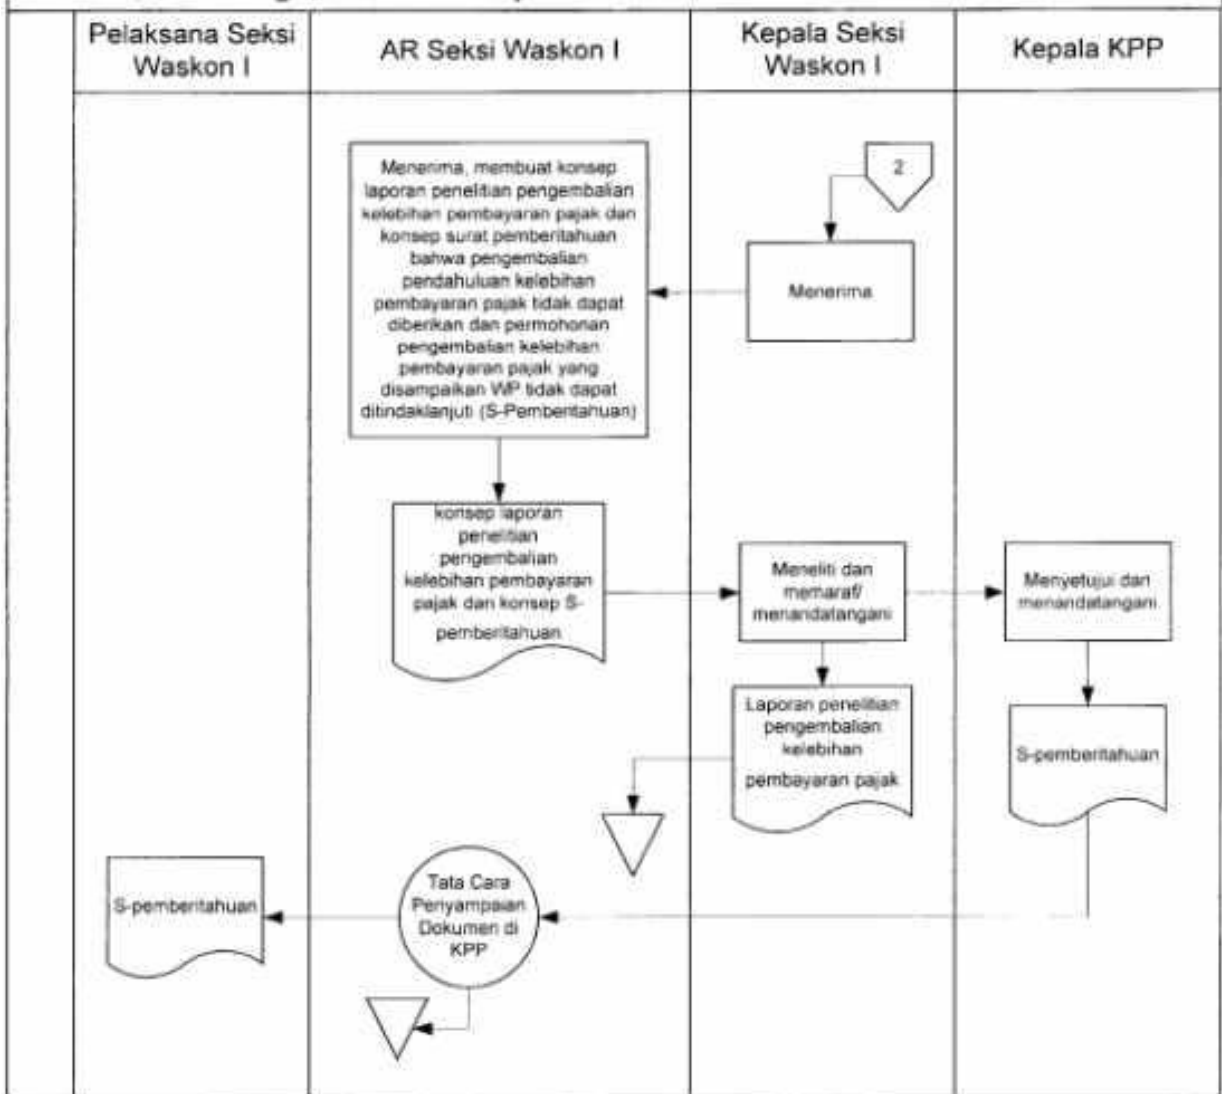 Pelaksana Seksi
Waskon I
AR Seksi Waskon I
Kepala Seksi
Waskon I
Kepala KPP
2
Menerima
Menerima, membuat konsep
laporan penelitian pengembalian
kelebihan pembayaran pajak dan
konsep surat pemberitahuan
bahwa pengembalian
pendahuluan kelebihan
pembayaran pajak tidak dapat
diberikan dan permohonan
pengembalian kelebihan
pembayaran pajak yang
disampaikan WP tidak dapat
ditindaklanjuti (S-Pemberitahuan)
konsep laporan
penelitian
pengembalian
kelebihan pembayaran
pajak dan konsep S-
pemberitahuan
Meneliti dan
memaraf/
menandatangani
Menyetujui dan
menandatangani
Laporan penelitian
pengembalian
kelebihan
pembayaran pajak
S-pemberitahuan
Tata Cara
Penyampaian
Dokumen di
KPP
S-pemberitahuan